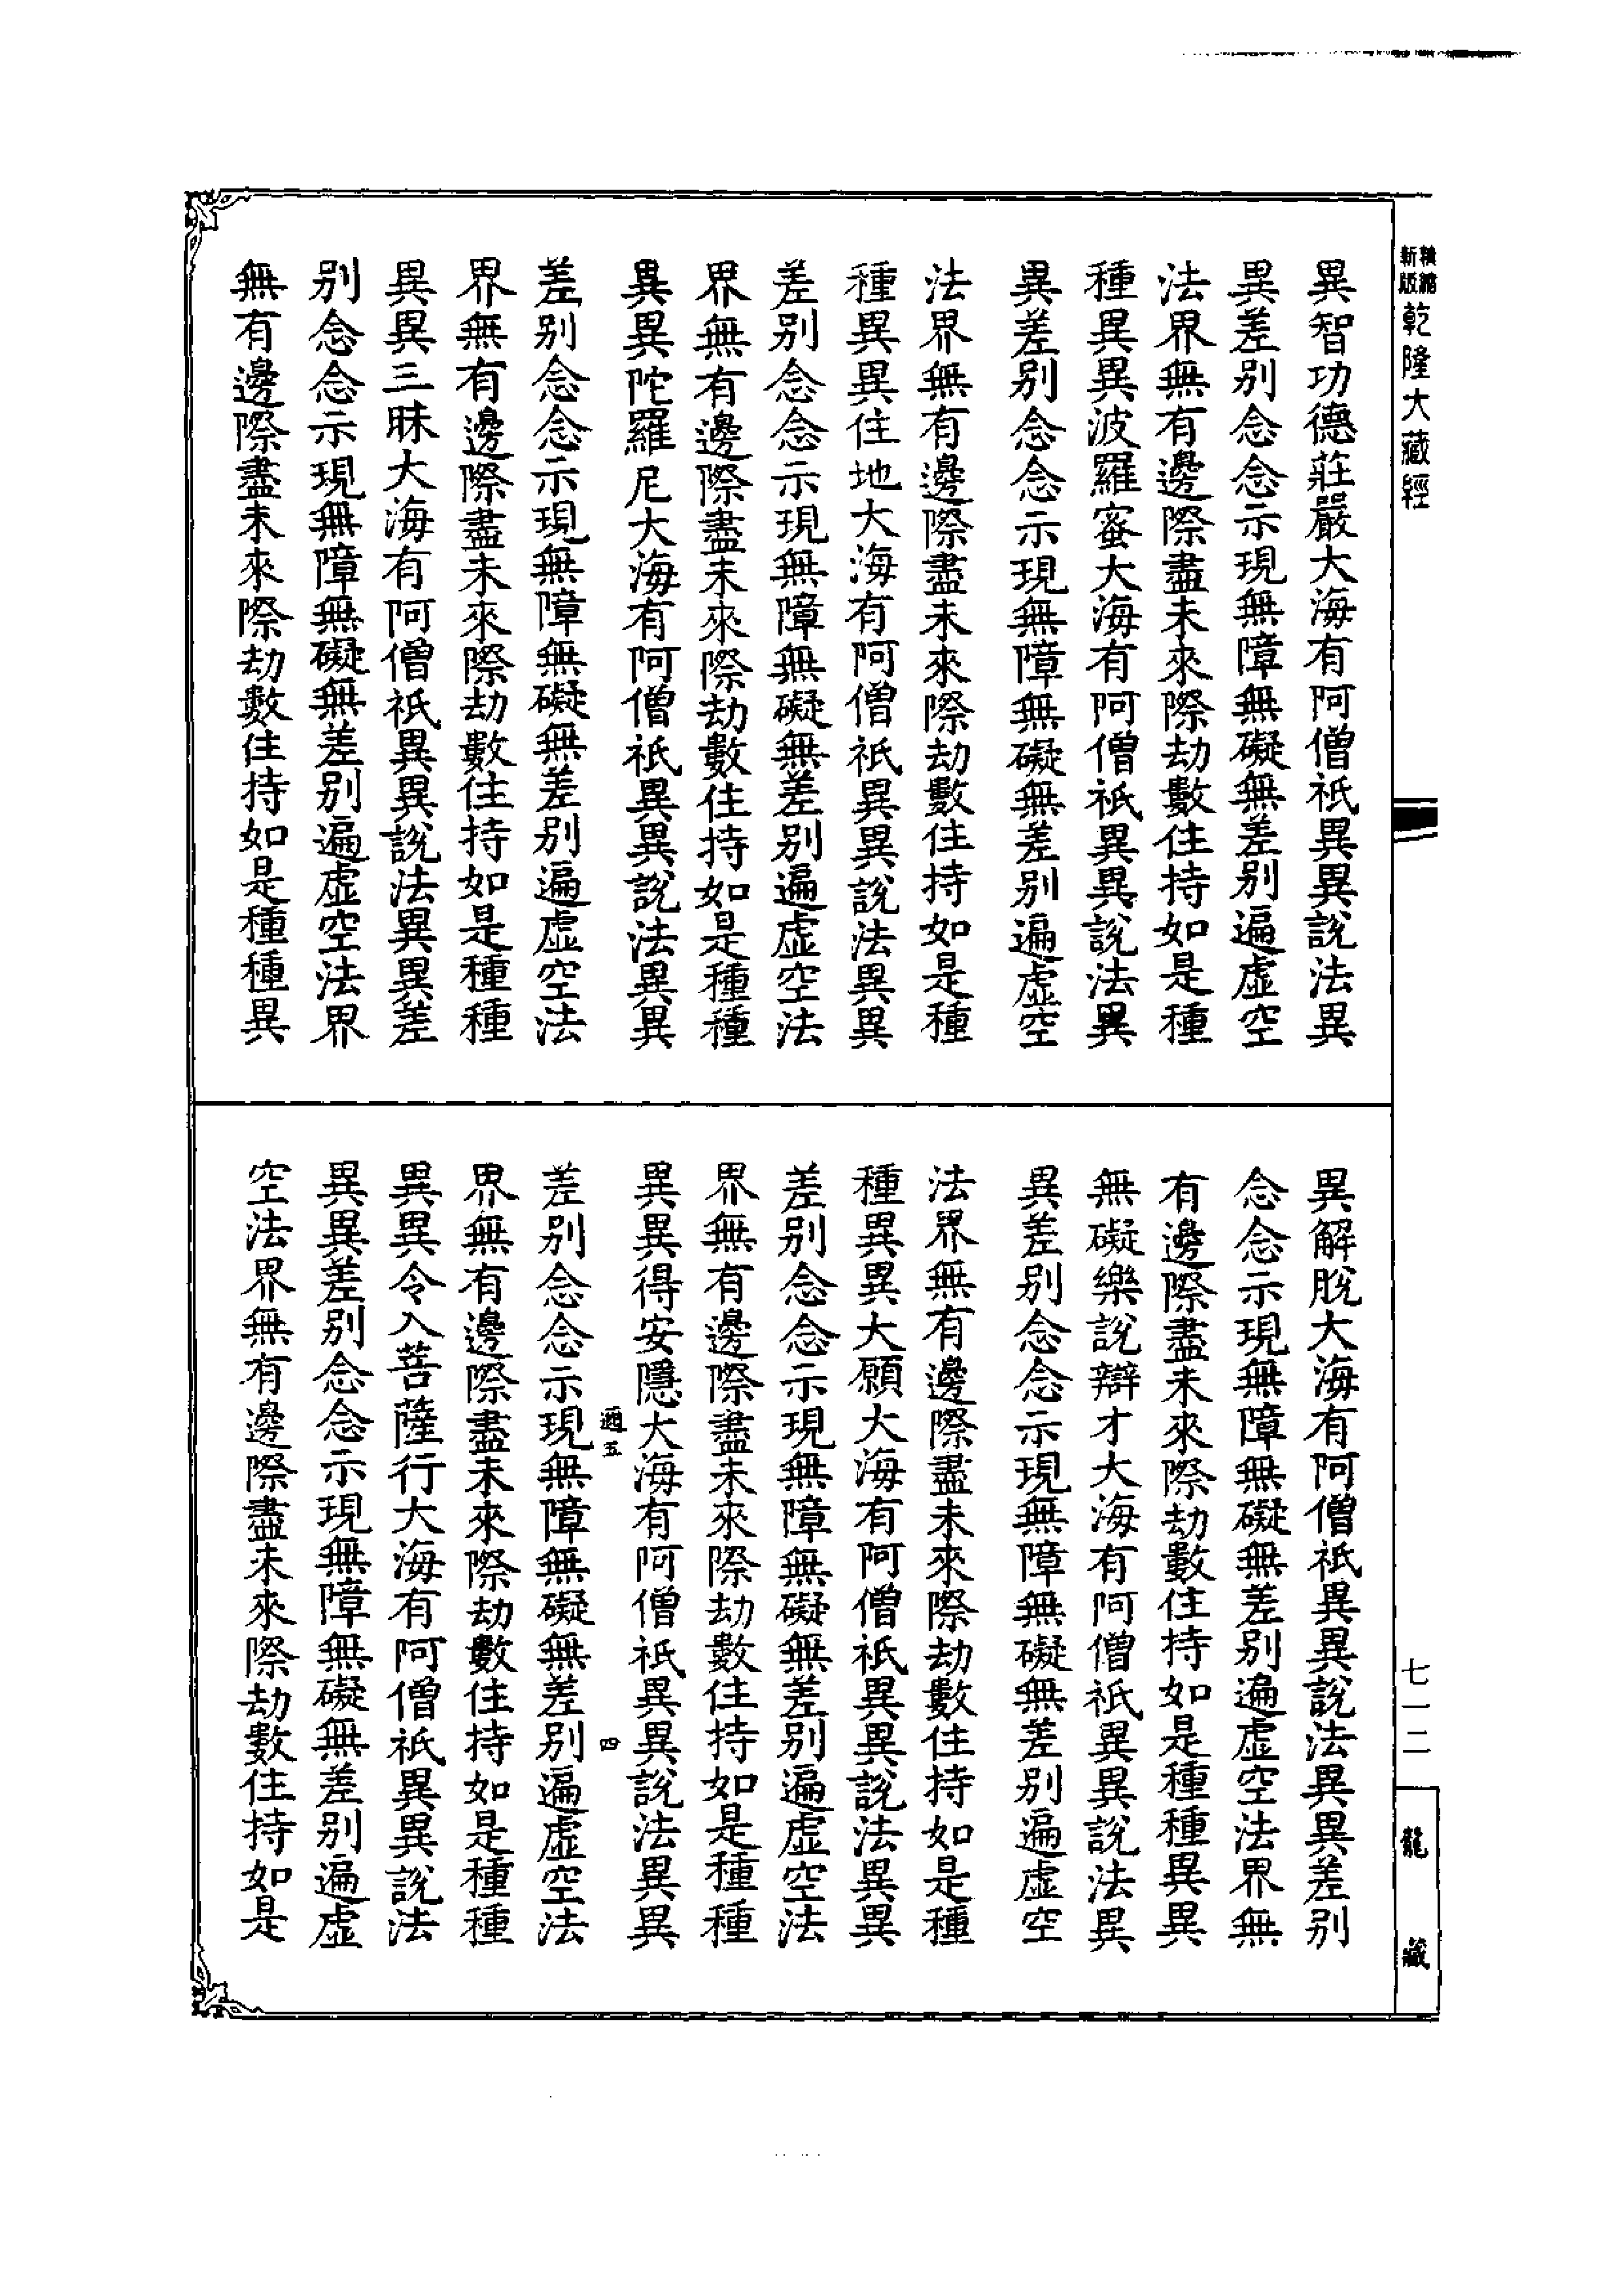 精縮新版乾隆大藏經
異智功德莊嚴大海有阿僧祇異異說法異
異差别念念示現無障無礙無差别遍虛空
法界無有邊際盡未來際劫數住持如是種
種異異波羅蜜大海有阿僧祇異異說法異
異差别念念示現無障無礙無差别遍虛空
法界無有邊際盡未來際劫數住持如是種
種異異住地大海有阿僧祇異異說法異異
差别念念示現無障無礙無差别遍虛空法
界無有邊際盡未來際劫數住持如是種種
異異陀羅尼大海有阿僧祇異異說法異異
差别念念示現無障無礙無差别遍虛空法
界無有邊際盡未來際劫數住持如是種種
異異三昧大海有阿僧祇異異說法異異差
别念念示現無障無礙無差别遍虛空法界
無有邊際盡未來際劫數住持如是種種異
異解脫大海有阿僧祇異異說法異異差别
念念示現無障無礙無差别遍虛空法界無
有邊際盡未來際劫數住持如是種種異異
無礙樂說辯才大海有阿僧祇異異說法異
異差别念念示現無障無礙無差别遍虛空
法界無有邊際盡未來際劫數住持如是種
種異異大願大海有阿僧祇異異說法異異
差别念念示現無障無礙無差别遍虛空法
界無有邊際盡未來際劫數住持如是種種
異異得安隱大海有阿僧祇異異說法異異
五 四
差别念念示現無障無礙無差别遍虛空法
界無有邊際盡未來際劫數住持如是種種
異異令入菩薩行大海有阿僧祇異異說法
異異差别念念示現無障無礙無差别遍虛
空法界無有邊際盡未來際劫數住持如是
七一二
龍藏